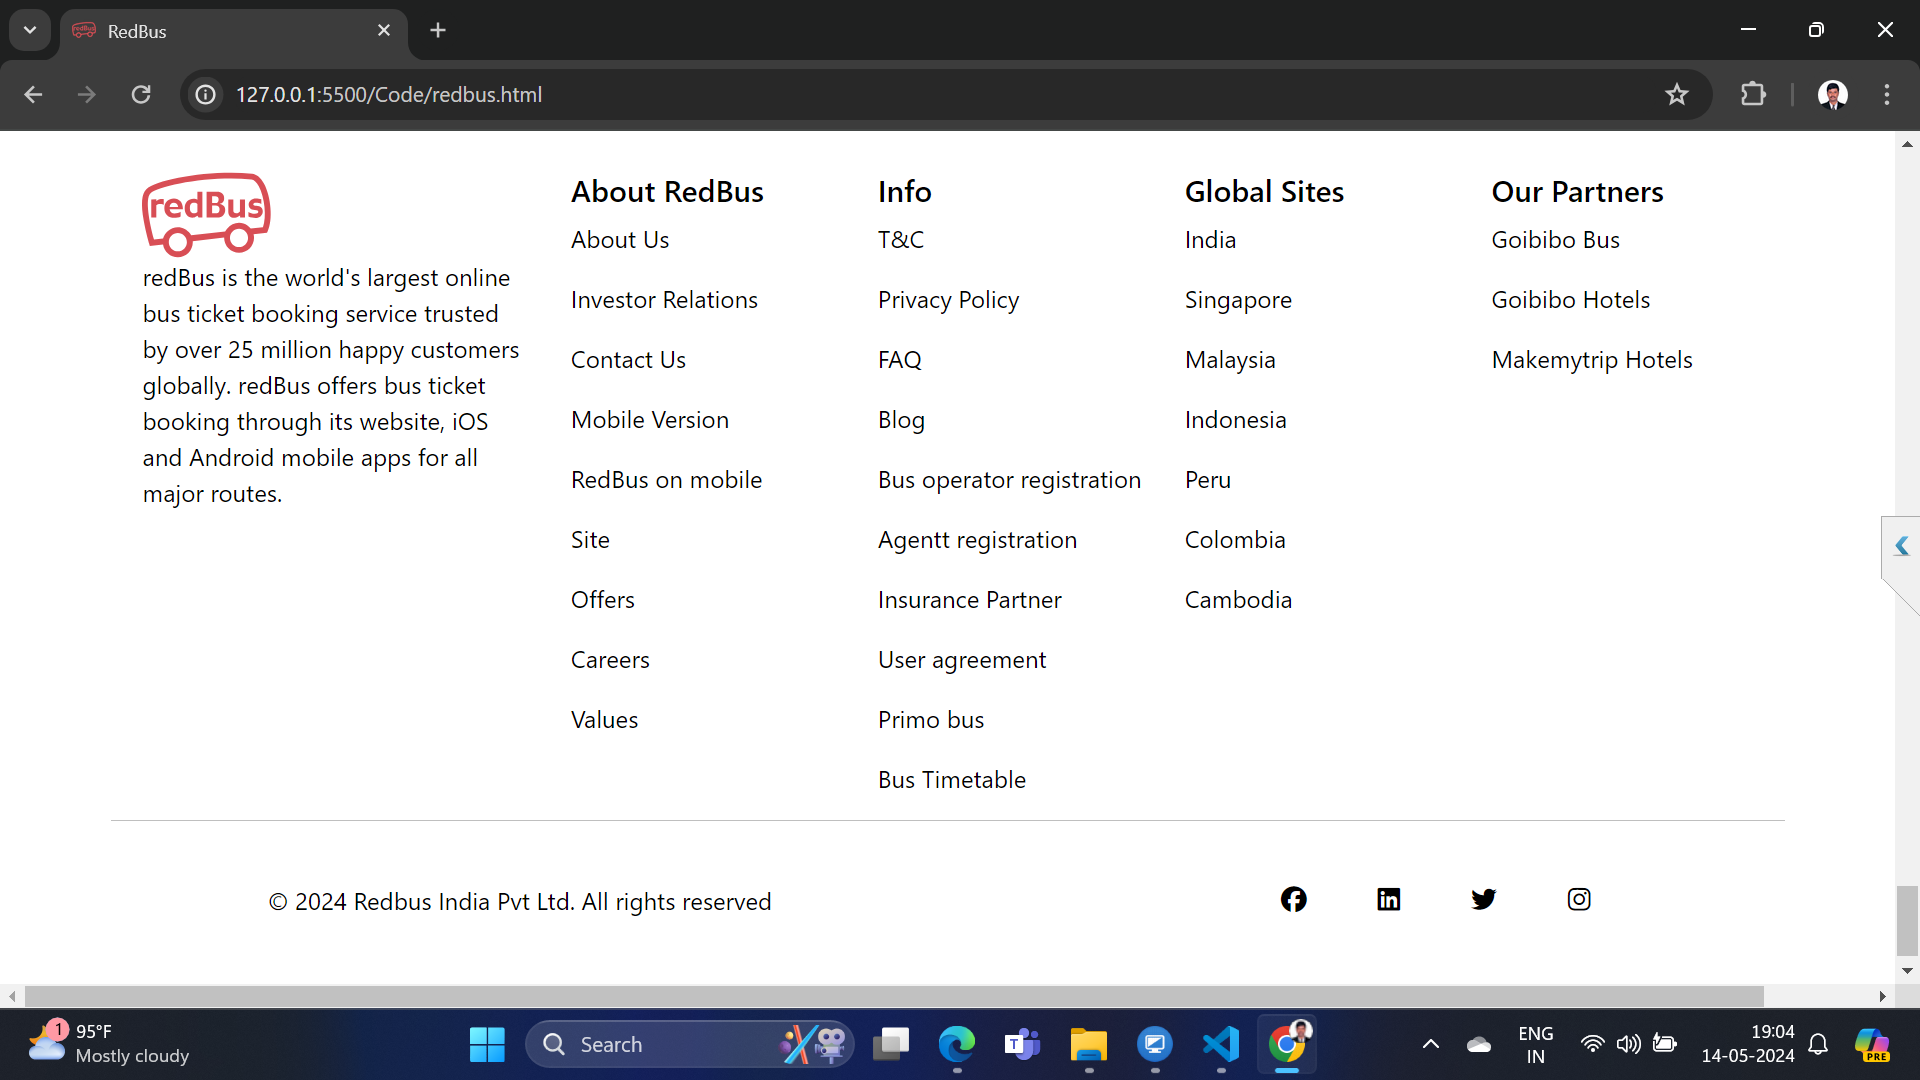 RedBus
127.0.0.1:5500/Code/redbus.html
redBus
redBus is the world's largest online
bus ticket booking service trusted
by over 25 million happy customers
globally. redBus offers bus ticket
booking through its website, iOS
and Android mobile apps for all
major routes.
About RedBus
About Us
Investor Relations
Contact Us
Mobile Version
RedBus on mobile
Site
Offers
Careers
Values
Info
T&C
Privacy Policy
FAQ
Blog
Bus operator registration
Agentt registration
Insurance Partner
User agreement
Primo bus
Bus Timetable
Global Sites
India
Singapore
Malaysia
Indonesia
Peru
Colombia
Cambodia
Our Partners
Goibibo Bus
Goibibo Hotels
Makemytrip Hotels
© 2024 Redbus India Pvt Ltd. All rights reserved
1
95°F
Mostly cloudy
Search
T
ENG
IN
19:04
14-05-2024
PRE